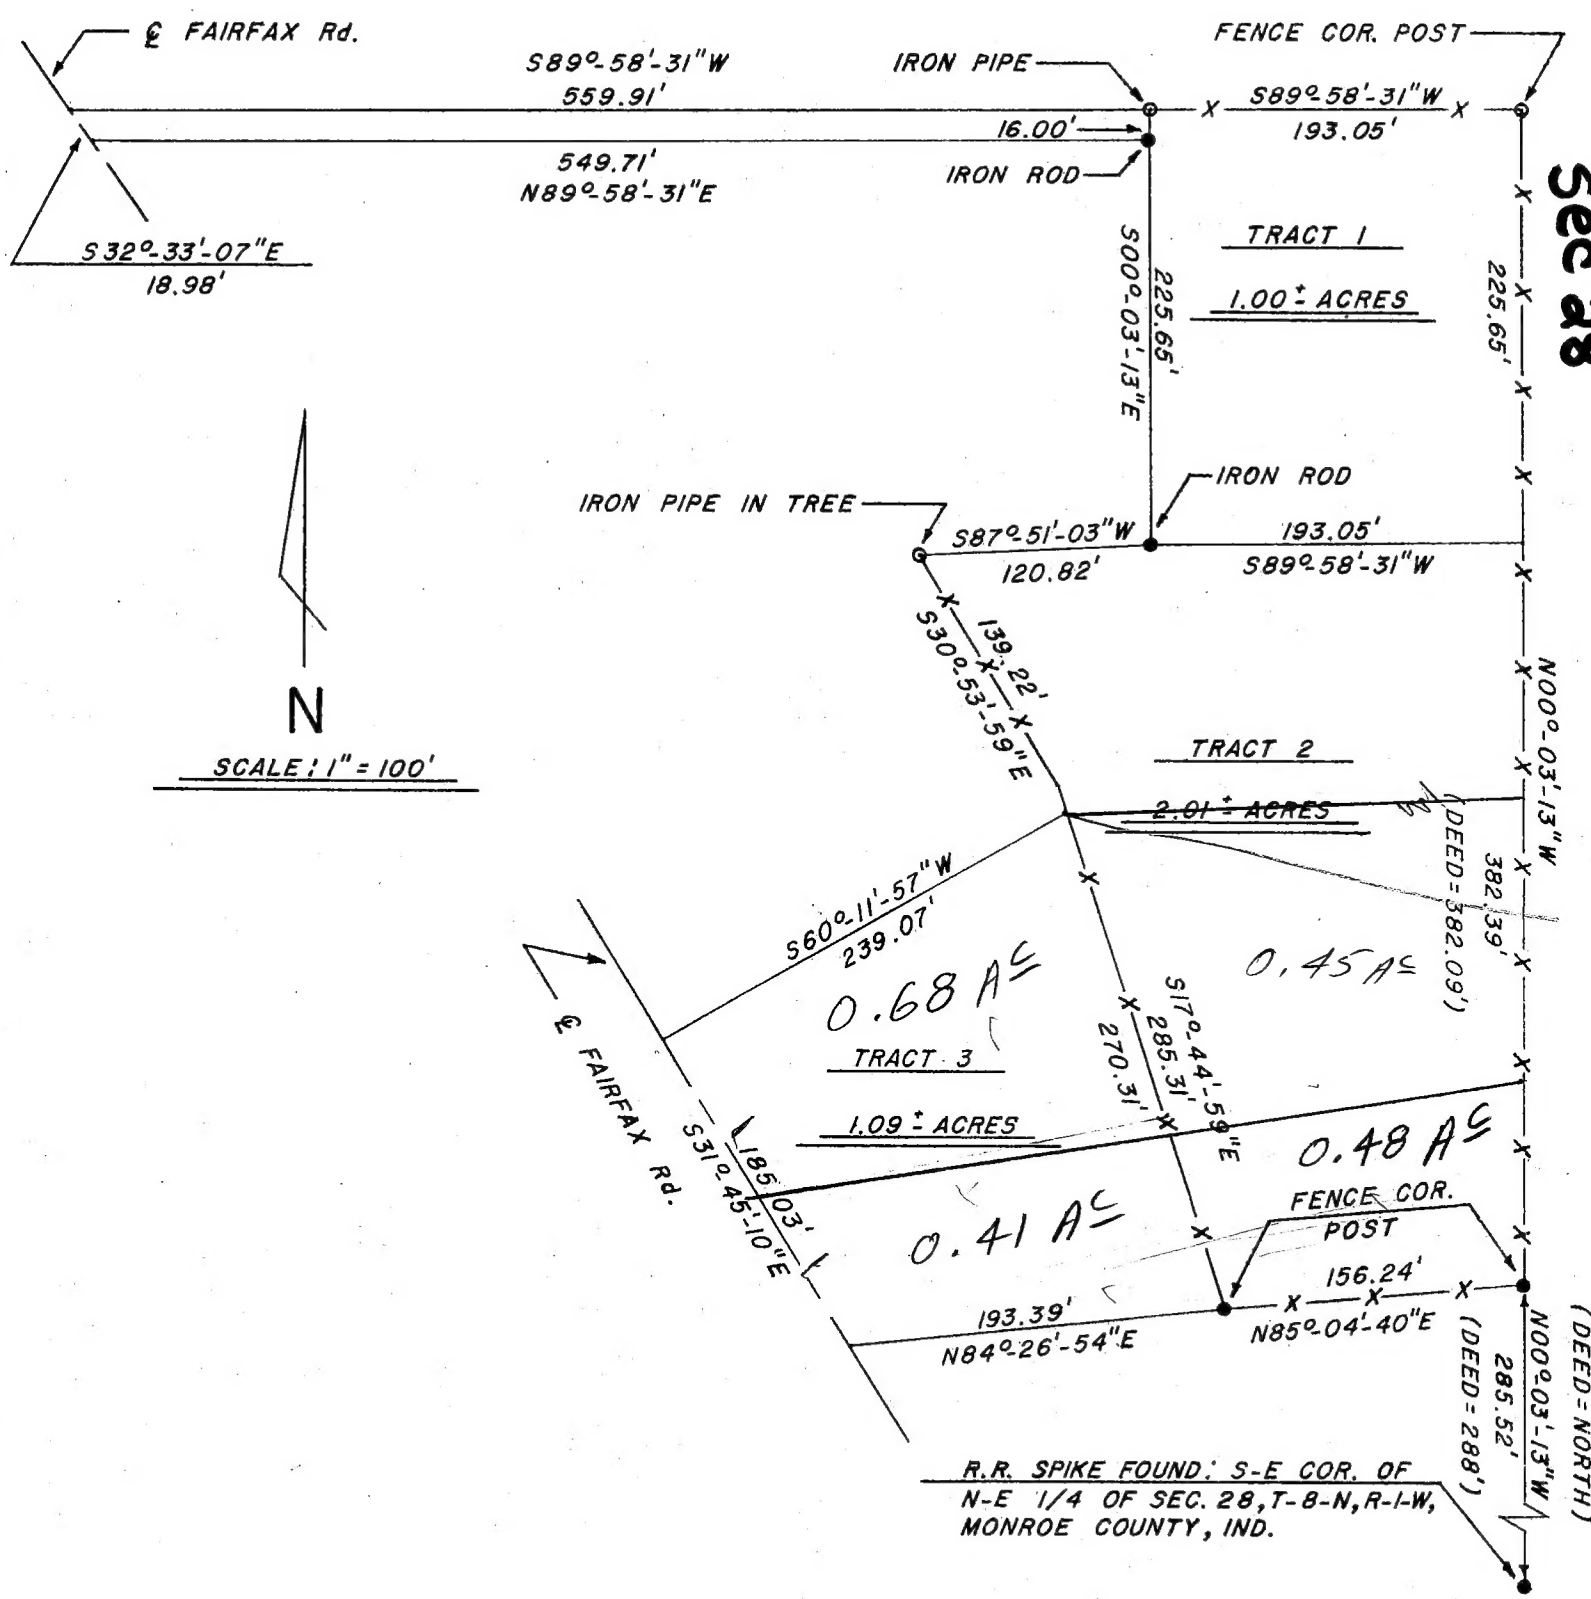 ℄ FAIRFAX Rd.
S89°-58'-31"W
559.91'
IRON PIPE
FENCE COR. POST
S89°-58'-31"W
193.05'
16.00'
549.71'
N89°-58'-31"E
IRON ROD
S32°-33'-07"E
18.98'
Sec 28
TRACT 1
1.00± ACRES
225.65'
S00°-03'-13"E
225.65'
IRON PIPE IN TREE
IRON ROD
S87°-51'-03"W
120.82'
193.05'
S89°-58'-31"W
139.22'
S30°-53'-59"E
N
SCALE: 1" = 100'
TRACT 2
2.01± ACRES
N00°-03'-13"W
382.39'
(DEED=382.09')
S60°-11'-57"W
239.07'
0.68 Ac
0.45 Ac
S17°-44'-59"E
285.31'
270.31'
℄ FAIRFAX Rd.
TRACT 3
1.09± ACRES
185.03'
S31°-45'-10"E
0.48 Ac
0.41 Ac
FENCE COR.
POST
156.24'
N85°-04'-40"E
193.39'
N84°-26'-54"E
(DEED=NORTH)
N00°-03'-13"W
285.52'
(DEED=288')
R.R. SPIKE FOUND: S-E COR. OF
N-E 1/4 OF SEC. 28, T-8-N, R-1-W,
MONROE COUNTY, IND.